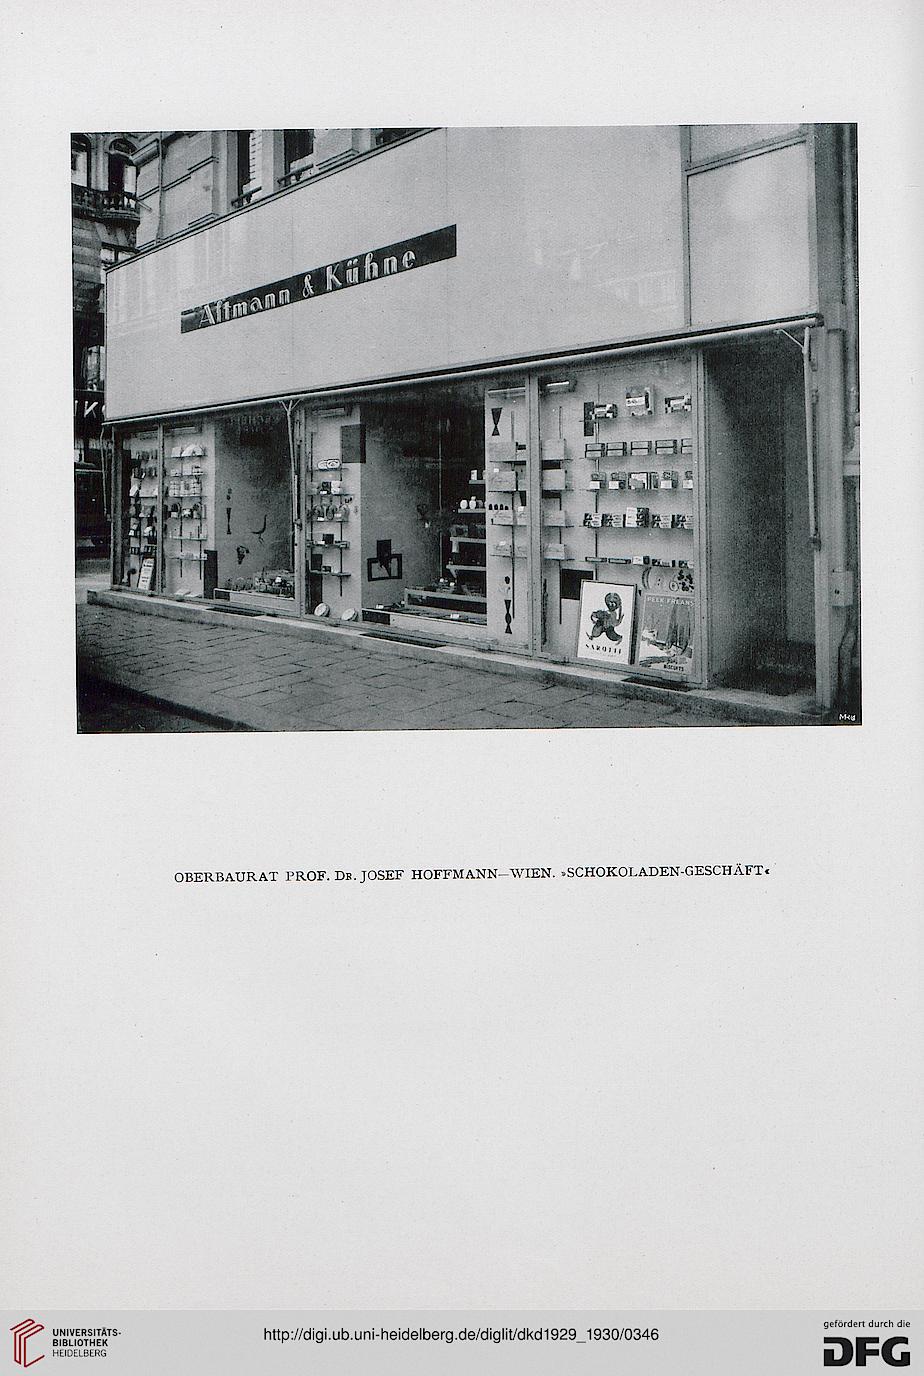 Altmann & Kühne
K
SAROTTI
PEEK FREANS
BISCUITS
OBERBAURAT PROF. DR. JOSEF HOFFMANN—WIEN. »SCHOKOLADEN-GESCHÄFT«
UNIVERSITÄTS-
BIBLIOTHEK
HEIDELBERG
http://digi.ub.uni-heidelberg.de/diglit/dkd1929_1930/0346
gefördert durch die
DFG